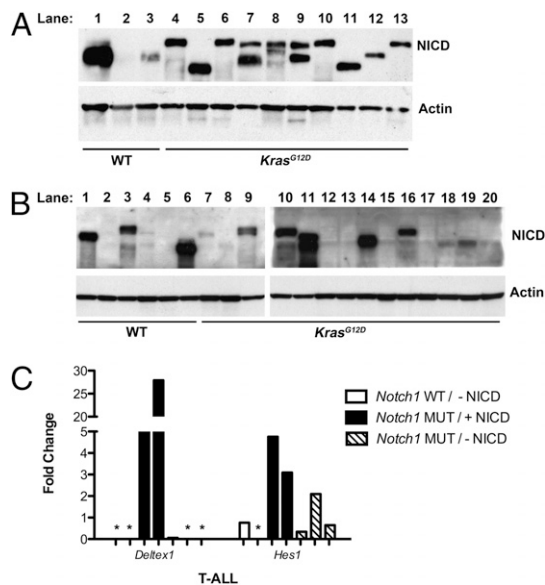 A
Lane: 1 2 3 4 5 6 7 8 9 10 11 12 13
NICD
Actin
WT KrasG12D
B
Lane: 1 2 3 4 5 6 7 8 9 10 11 12 13 14 15 16 17 18 19 20
NICD
Actin
WT KrasG12D
C
Fold Change
30
25
20
5
4
3
2
1
0
* * * * *
Deltex1 Hes1
T-ALL
Notch1 WT / - NICD
Notch1 MUT / + NICD
Notch1 MUT / - NICD